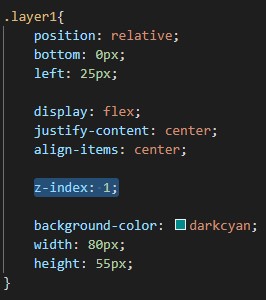 .layer1{
position: relative;
bottom: 0px;
left: 25px;
display: flex;
justify-content: center;
align-items: center;
z-index: 1;
background-color: darkcyan;
width: 80px;
height: 55px;
}